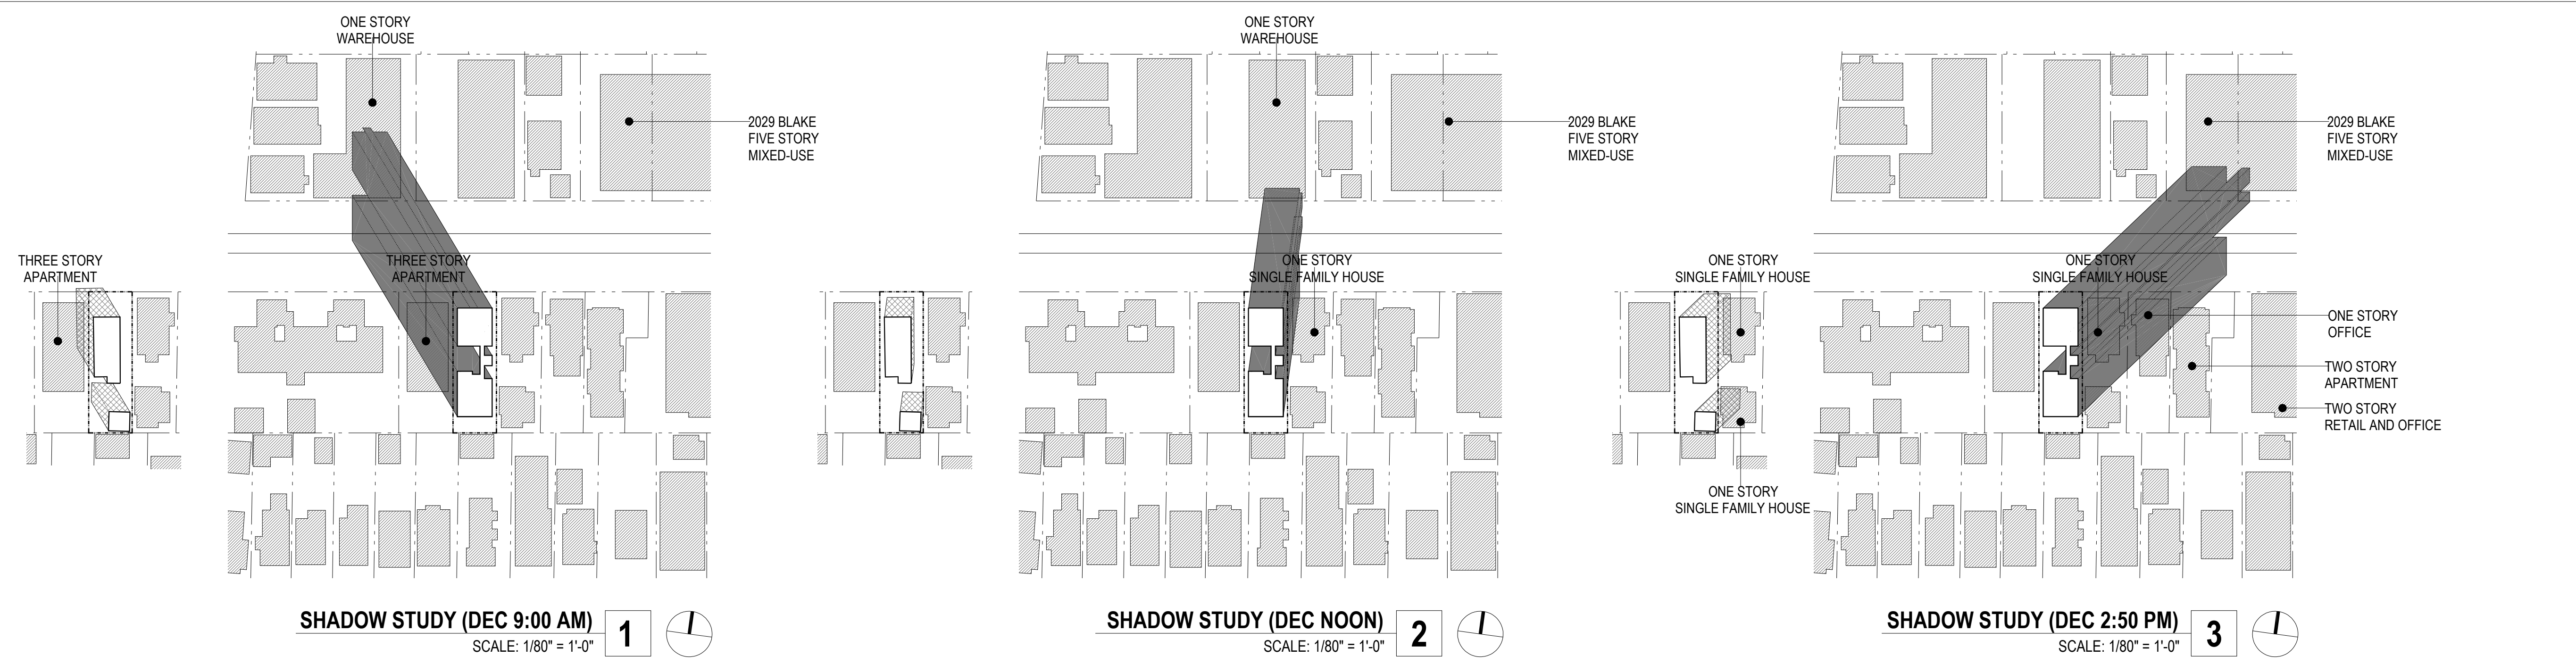 ONE STORY
WAREHOUSE
2029 BLAKE
FIVE STORY
MIXED-USE
THREE STORY
APARTMENT
THREE STORY
APARTMENT
SHADOW STUDY (DEC 9:00 AM)
SCALE: 1/80" = 1'-0"
1
ONE STORY
WAREHOUSE
2029 BLAKE
FIVE STORY
MIXED-USE
ONE STORY
SINGLE FAMILY HOUSE
SHADOW STUDY (DEC NOON)
SCALE: 1/80" = 1'-0"
2
ONE STORY
SINGLE FAMILY HOUSE
ONE STORY
SINGLE FAMILY HOUSE
2029 BLAKE
FIVE STORY
MIXED-USE
ONE STORY
SINGLE FAMILY HOUSE
ONE STORY
OFFICE
TWO STORY
APARTMENT
TWO STORY
RETAIL AND OFFICE
SHADOW STUDY (DEC 2:50 PM)
SCALE: 1/80" = 1'-0"
3